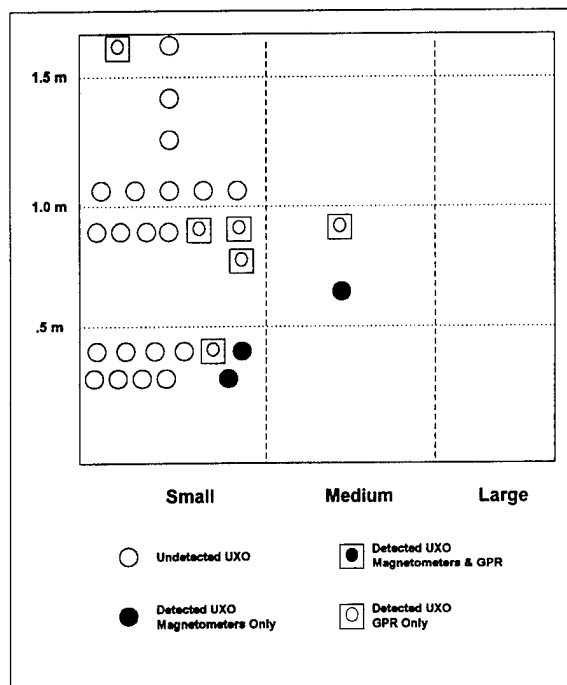 1.5 m
1.0 m
.5 m
Small Medium Large
Undetected UXO
Detected UXO
Magnetometers & GPR
Detected UXO
Magnetometers Only
Detected UXO
GPR Only